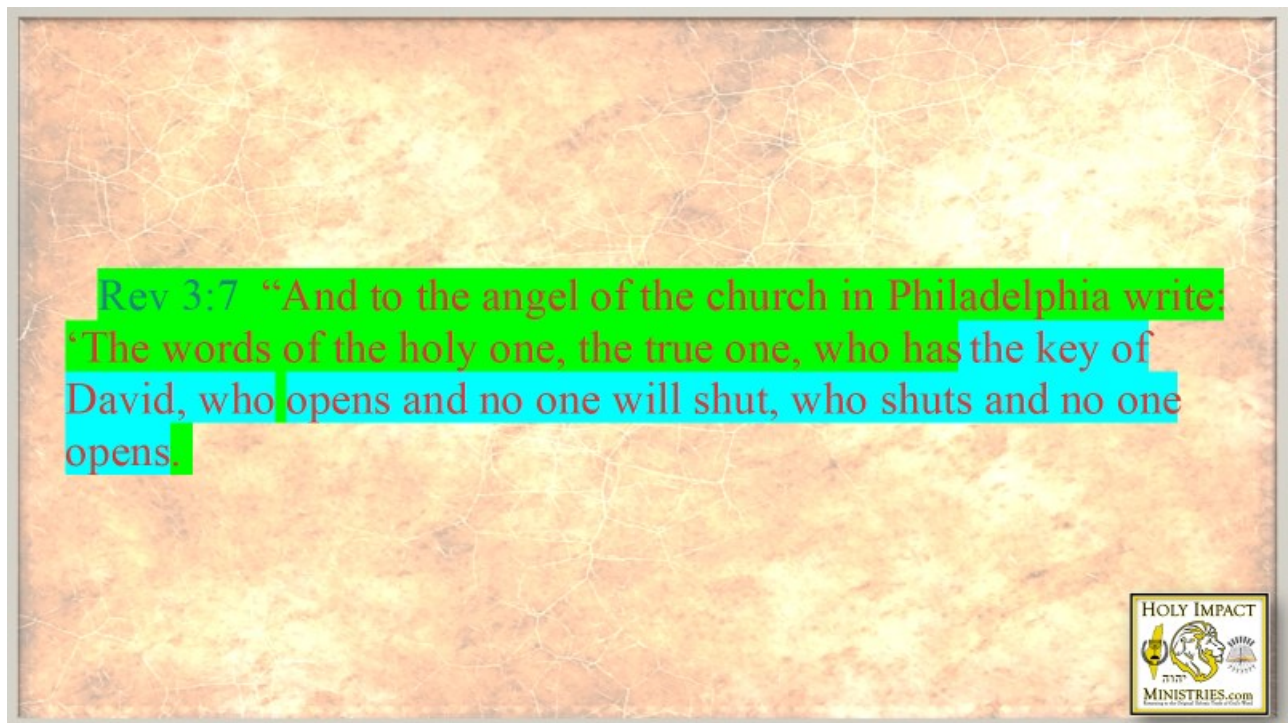 Rev 3:7  “And to the angel of the church in Philadelphia write:
‘The words of the holy one, the true one, who has the key of
David, who opens and no one will shut, who shuts and no one
opens.
HOLY IMPACT
יהוה
MINISTRIES.com